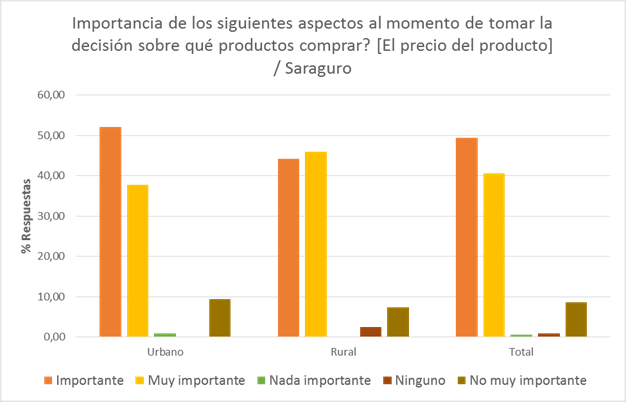 Importancia de los siguientes aspectos al momento de tomar la
decisión sobre qué productos comprar? [El precio del producto]
/ Saraguro
60,00
50,00
40,00
30,00
20,00
10,00
0,00
% Respuestas
Urbano Rural Total
Importante Muy importante Nada importante Ninguno No muy importante